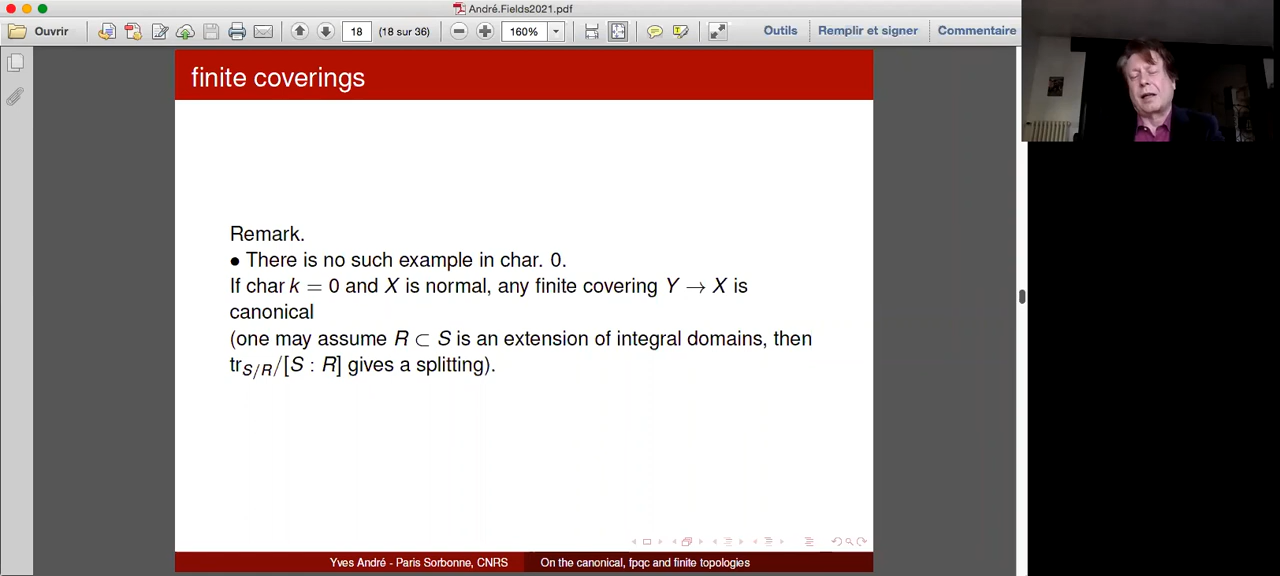 André.Fields2021.pdf
Ouvrir
18
(18 sur 36)
160%
Outils
Remplir et signer
Commentaire
finite coverings
Remark.
• There is no such example in char. 0.
If char k = 0 and X is normal, any finite covering Y → X is
canonical
(one may assume R ⊂ S is an extension of integral domains, then
tr_{S/R}/[S : R] gives a splitting).
Yves André - Paris Sorbonne, CNRS
On the canonical, fpqc and finite topologies